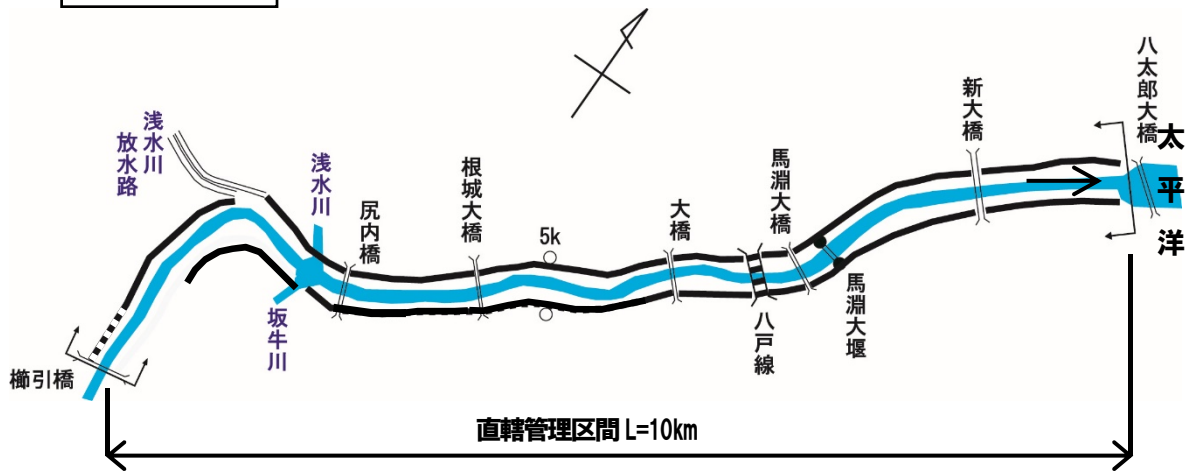 浅水川
放水路
浅水川
尻内橋
根城大橋
5k
大橋
馬淵大橋
新大橋
八太郎大橋
太平洋
櫛引橋
坂牛川
八戸線
馬淵大堰
直轄管理区間 L=10km